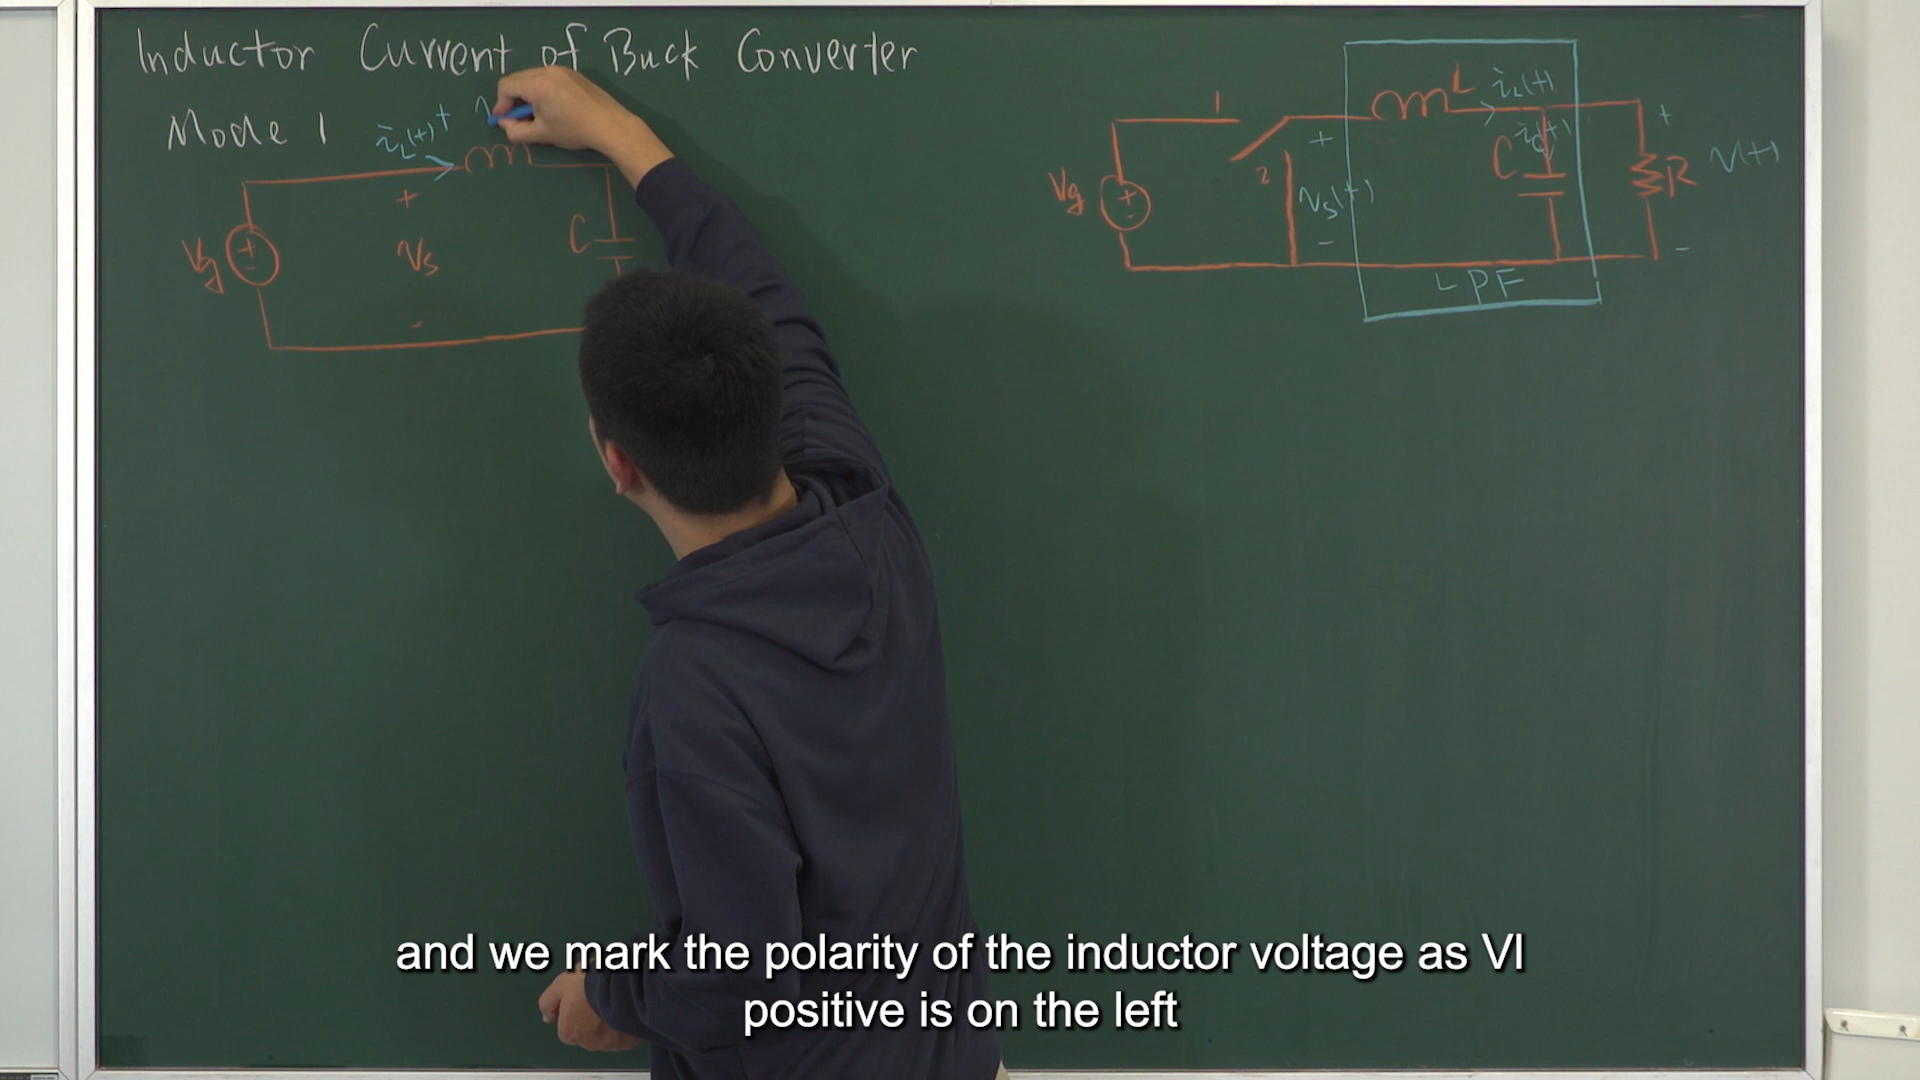 Inductor Current of Buck Converter
Mode 1
iL(t) +
+
Vg
+
-
Vs
-
C
1
2
Vg
+
-
+
vs(t)
-
L
iL(t)
ic(t)
C
R
+
v(t)
-
LPF
and we mark the polarity of the inductor voltage as Vl
positive is on the left